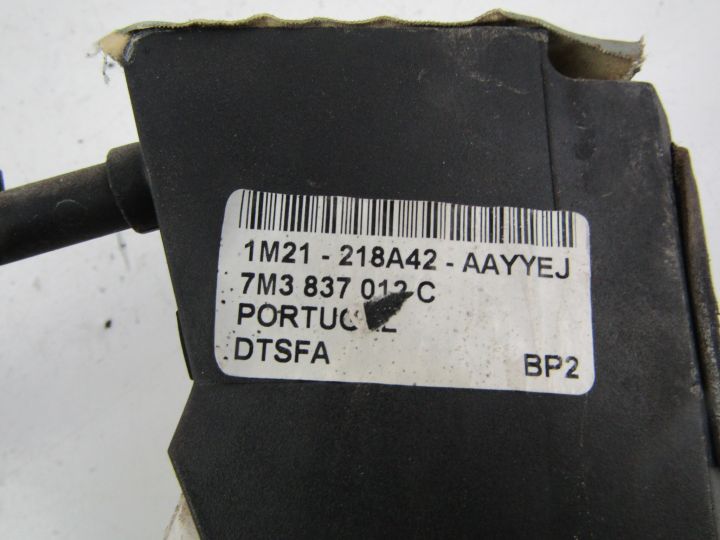 1M21 - 218A42 - AAYYEJ
7M3 837 012 C
DTSFA BP2